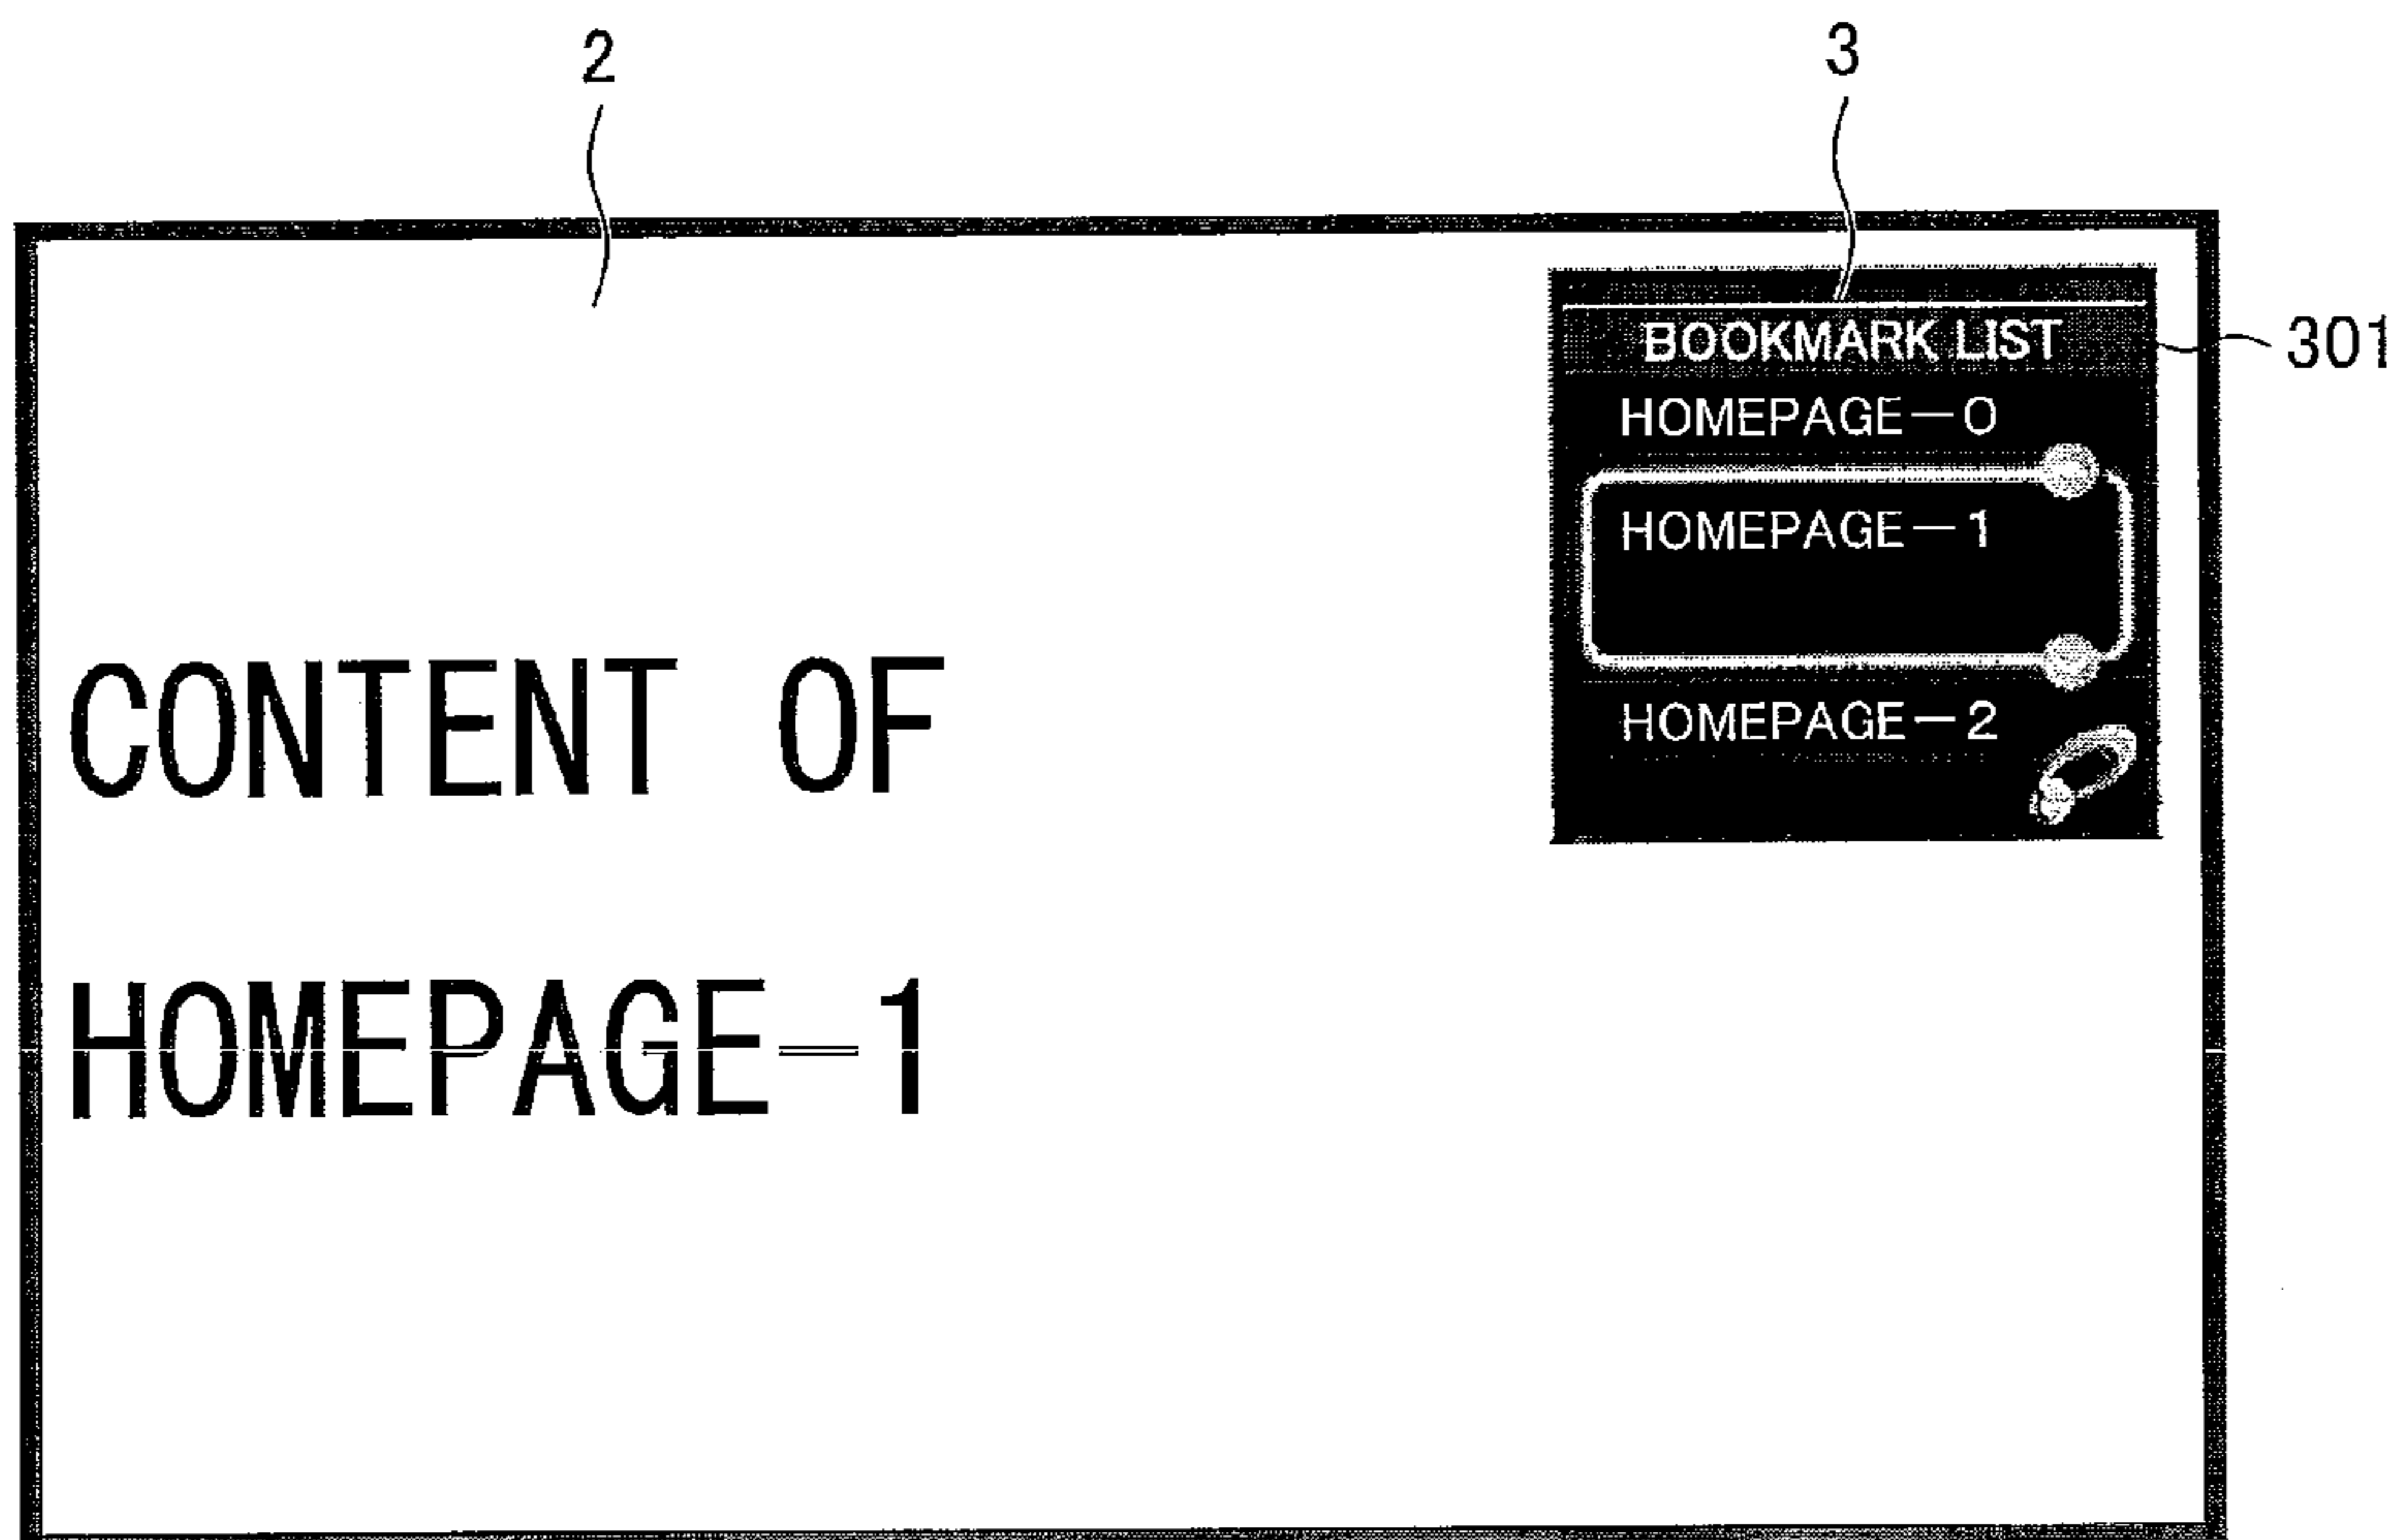 2
3
BOOKMARK LIST
301
HOMEPAGE—0
HOMEPAGE—1
HOMEPAGE—2
CONTENT OF
HOMEPAGE-1